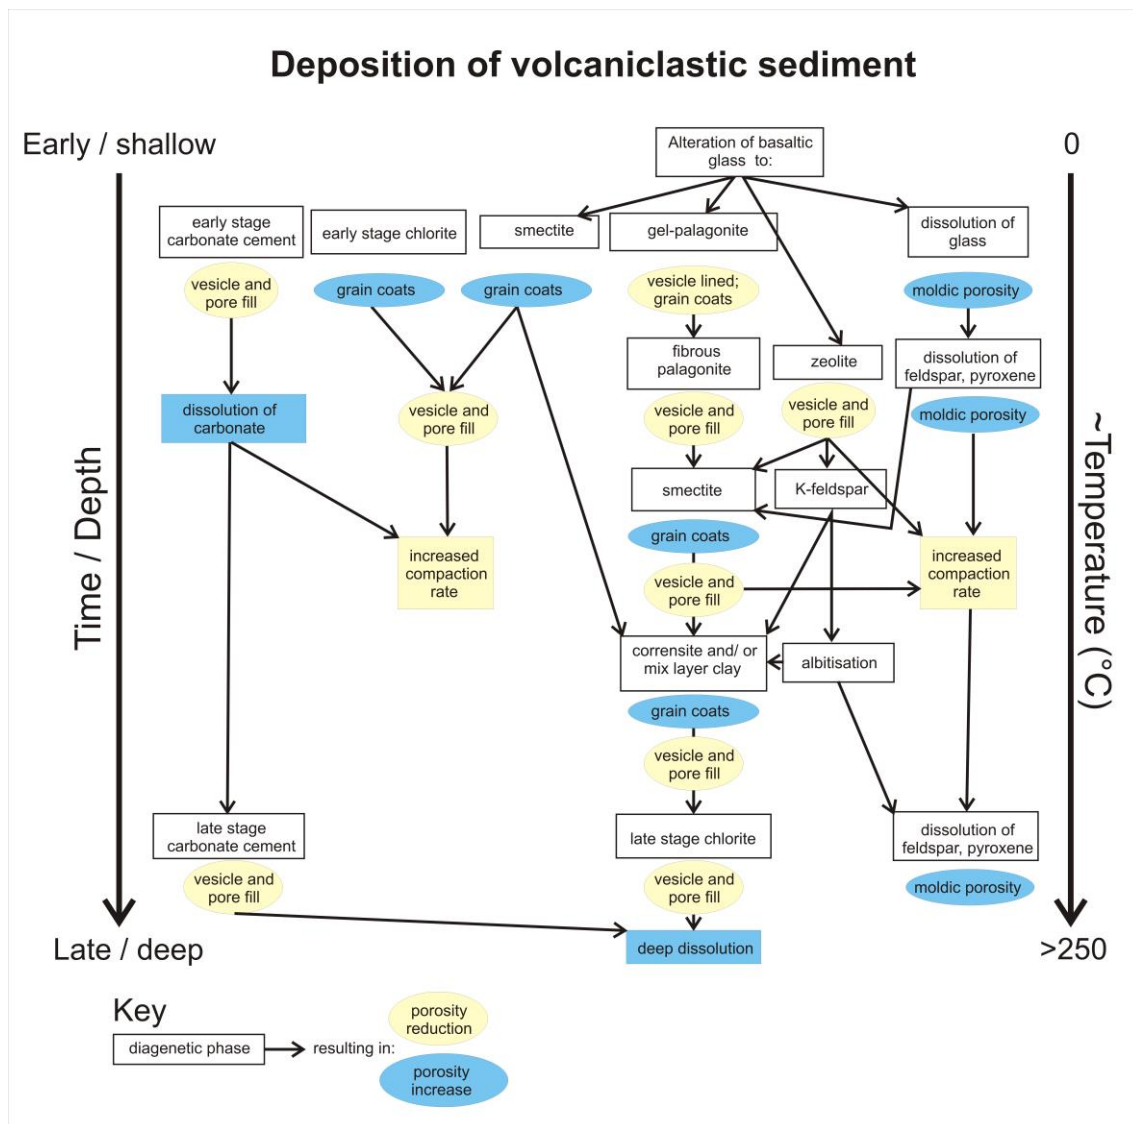 Deposition of volcaniclastic sediment
Early / shallow
0
Alteration of basaltic
glass to:
early stage
carbonate cement
early stage chlorite
smectite
gel-palagonite
dissolution of
glass
vesicle and
pore fill
grain coats
grain coats
vesicle lined;
grain coats
moldic porosity
fibrous
palagonite
zeolite
dissolution of
feldspar, pyroxene
dissolution of
carbonate
vesicle and
pore fill
vesicle and
pore fill
vesicle and
pore fill
moldic porosity
smectite
K-feldspar
grain coats
increased
compaction
rate
vesicle and
pore fill
increased
compaction
rate
Time / Depth
~Temperature (°C)
corrensite and/ or
mix layer clay
albitisation
grain coats
vesicle and
pore fill
late stage
carbonate cement
late stage chlorite
dissolution of
feldspar, pyroxene
vesicle and
pore fill
vesicle and
pore fill
moldic porosity
deep dissolution
Late / deep
>250
Key
diagenetic phase
resulting in:
porosity
reduction
porosity
increase